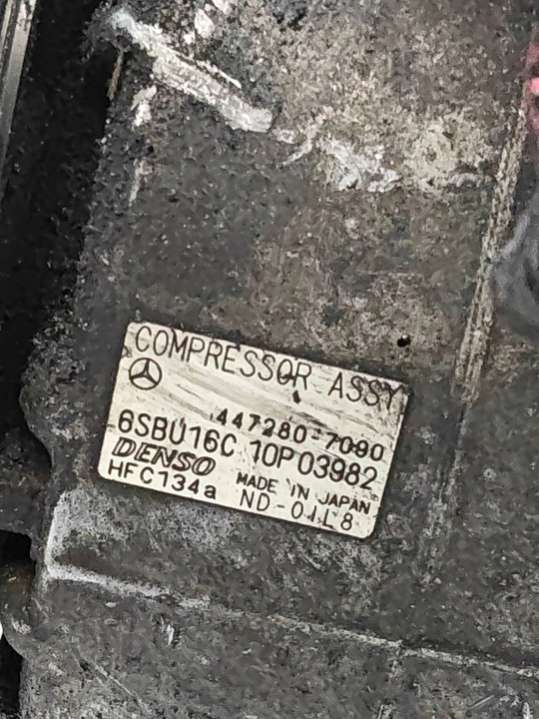 COMPRESSOR ASSY
447280-7090
6SBU16C 10P03982
DENSO MADE IN JAPAN
HFC134a ND-OIL8